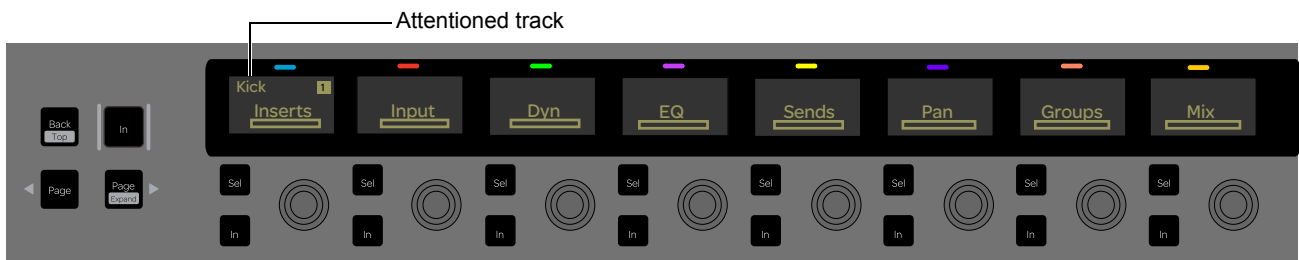 Attentioned track
Kick 1
Inserts Input Dyn EQ Sends Pan Groups Mix
Back
Top
In
Sel Sel Sel Sel Sel Sel Sel Sel
Page Page
Expand
In In In In In In In In